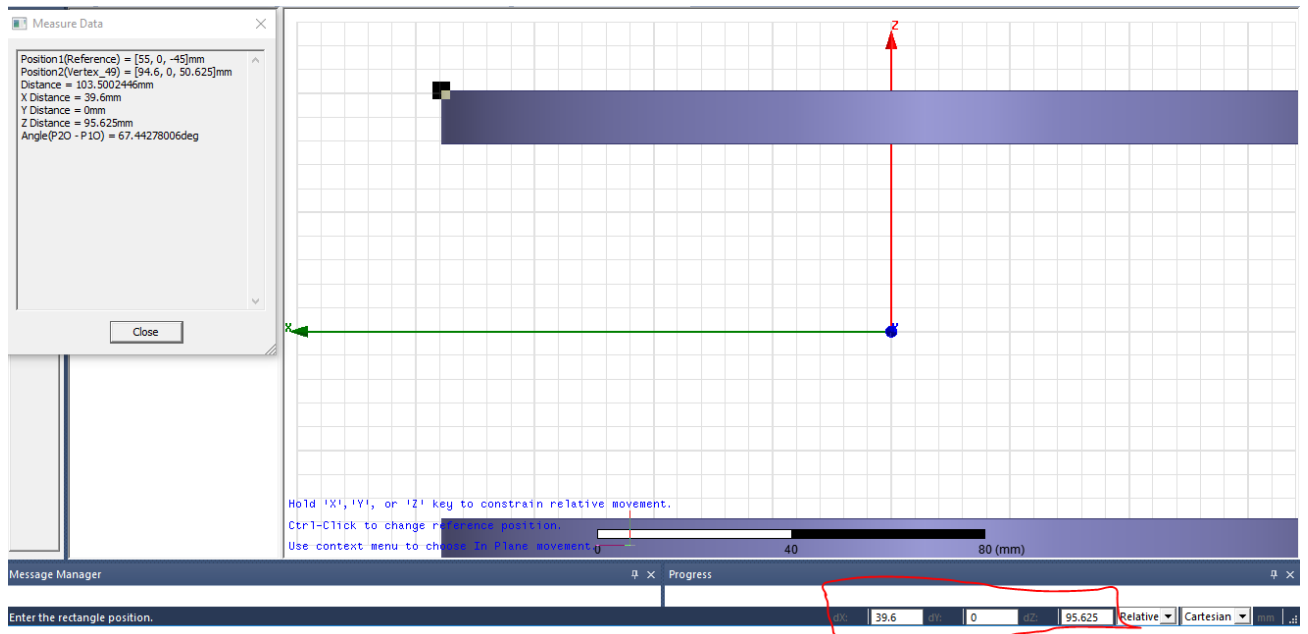 Measure Data
Position1(Reference) = [55, 0, -45]mm
Position2(Vertex_49) = [94.6, 0, 50.625]mm
Distance = 103.5002446mm
X Distance = 39.6mm
Y Distance = 0mm
Z Distance = 95.625mm
Angle(P2O - P1O) = 67.44278006deg
Close
Z
X
Y
Hold 'X','Y', or 'Z' key to constrain relative movement.
Ctrl-Click to change reference position.
Use context menu to choose In Plane movement.
0 40 80 (mm)
Message Manager
Progress
Enter the rectangle position.
dX: 39.6 dY: 0 dZ: 95.625 Relative Cartesian mm